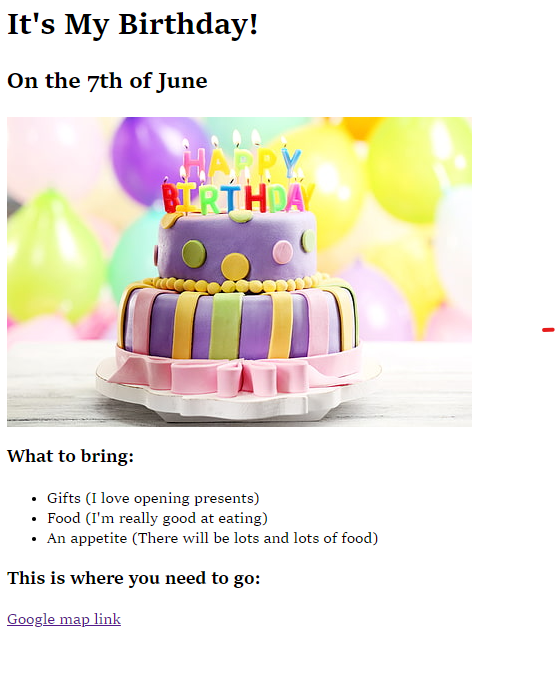 It's My Birthday!
On the 7th of June
HAPPY
BIRTHDAY
What to bring:
Gifts (I love opening presents)
Food (I'm really good at eating)
An appetite (There will be lots and lots of food)
This is where you need to go:
Google map link